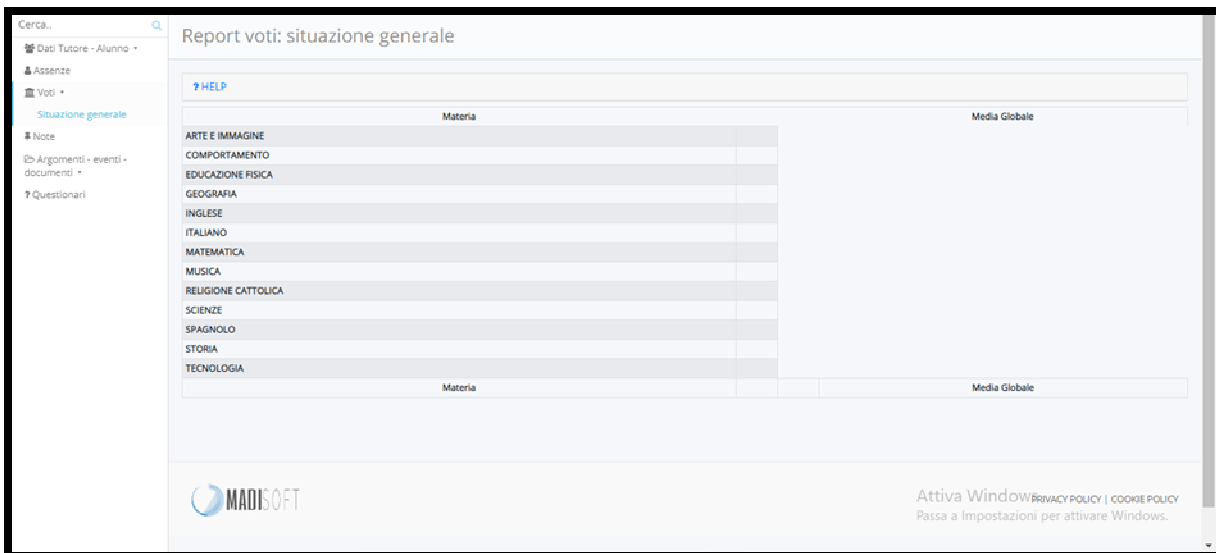 Cerca..
Dati Tutore - Alunno
Assenze
Voti
Situazione generale
Note
Argomenti - eventi -
documenti
? Questionari
Report voti: situazione generale
? HELP
Materia Media Globale
ARTE E IMMAGINE
COMPORTAMENTO
EDUCAZIONE FISICA
GEOGRAFIA
INGLESE
ITALIANO
MATEMATICA
MUSICA
RELIGIONE CATTOLICA
SCIENZE
SPAGNOLO
STORIA
TECNOLOGIA
Materia Media Globale
MADISOFT
Attiva Windows
PRIVACY POLICY | COOKIE POLICY
Passa a Impostazioni per attivare Windows.